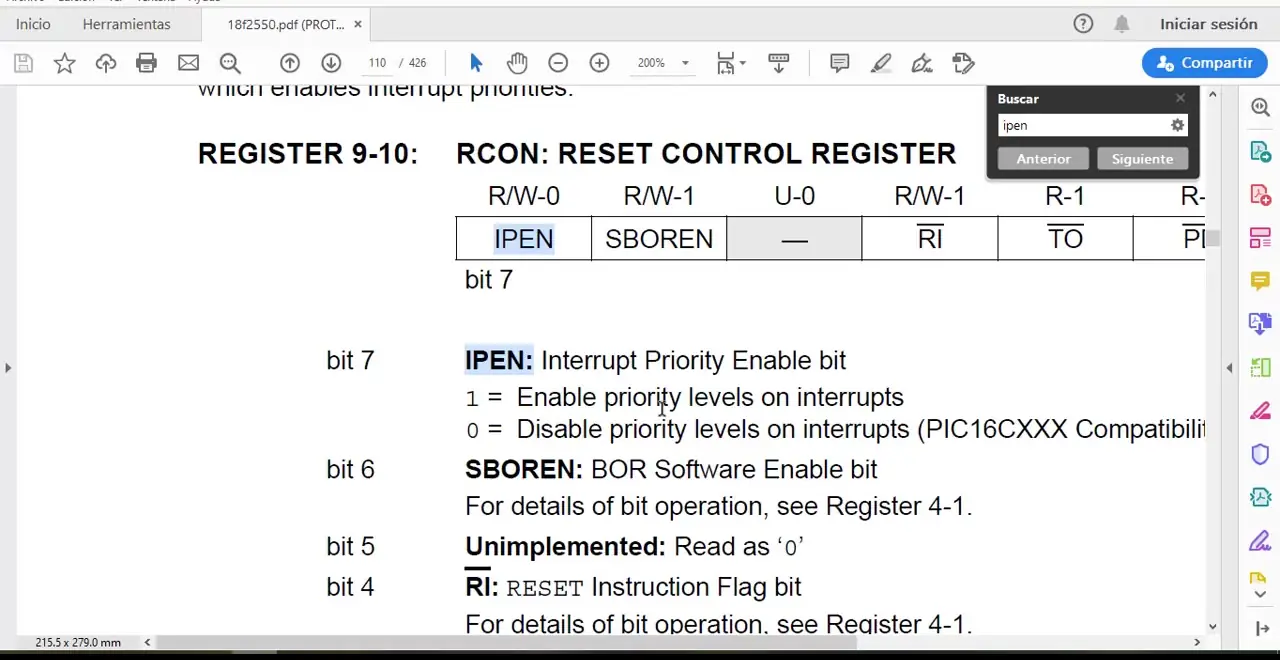 Inicio Herramientas 18f2550.pdf (PROT... × Iniciar sesión
110 / 426 200% Compartir
which enables interrupt priorities.
Buscar
ipen
Anterior Siguiente
REGISTER 9-10: RCON: RESET CONTROL REGISTER
R/W-0 R/W-1 U-0 R/W-1 R-1 R-
IPEN SBOREN — RI TO
bit 7
bit 7 IPEN: Interrupt Priority Enable bit
1 = Enable priority levels on interrupts
0 = Disable priority levels on interrupts (PIC16CXXX Compatibilit
bit 6 SBOREN: BOR Software Enable bit
For details of bit operation, see Register 4-1.
bit 5 Unimplemented: Read as ‘0’
bit 4 RI: RESET Instruction Flag bit
For details of bit operation, see Register 4-1.
215.5 x 279.0 mm